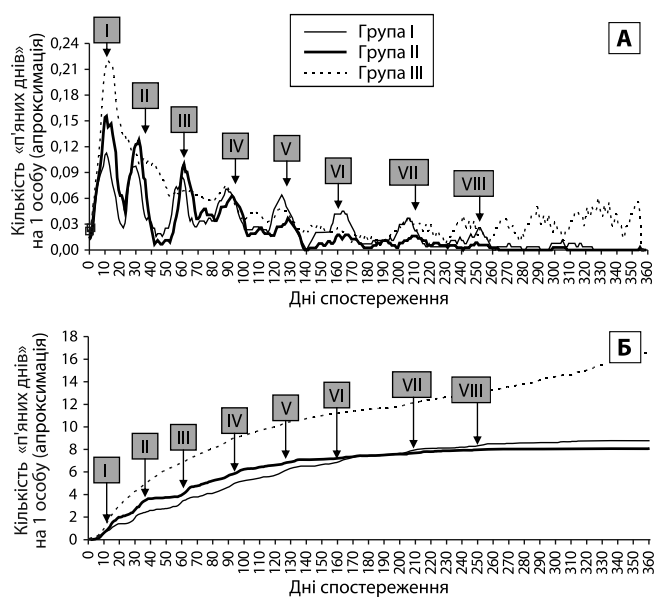 Група I
Група II
Група III
А
Кількість «п'яних днів»
на 1 особу (апроксимація)
0,24
0,21
0,18
0,15
0,12
0,09
0,06
0,03
0,00
I
II
III
IV
V
VI
VII
VIII
0 10 20 30 40 50 60 70 80 90 100 110 120 130 140 150 160 170 180 190 200 210 220 230 240 250 260 270 280 290 300 310 320 330 340 350 360
Дні спостереження
Б
Кількість «п'яних днів»
на 1 особу (апроксимація)
18
16
14
12
10
8
6
4
2
0
I
II
III
IV
V
VI
VII
VIII
0 10 20 30 40 50 60 70 80 90 100 110 120 130 140 150 160 170 180 190 200 210 220 230 240 250 260 270 280 290 300 310 320 330 340 350 360
Дні спостереження